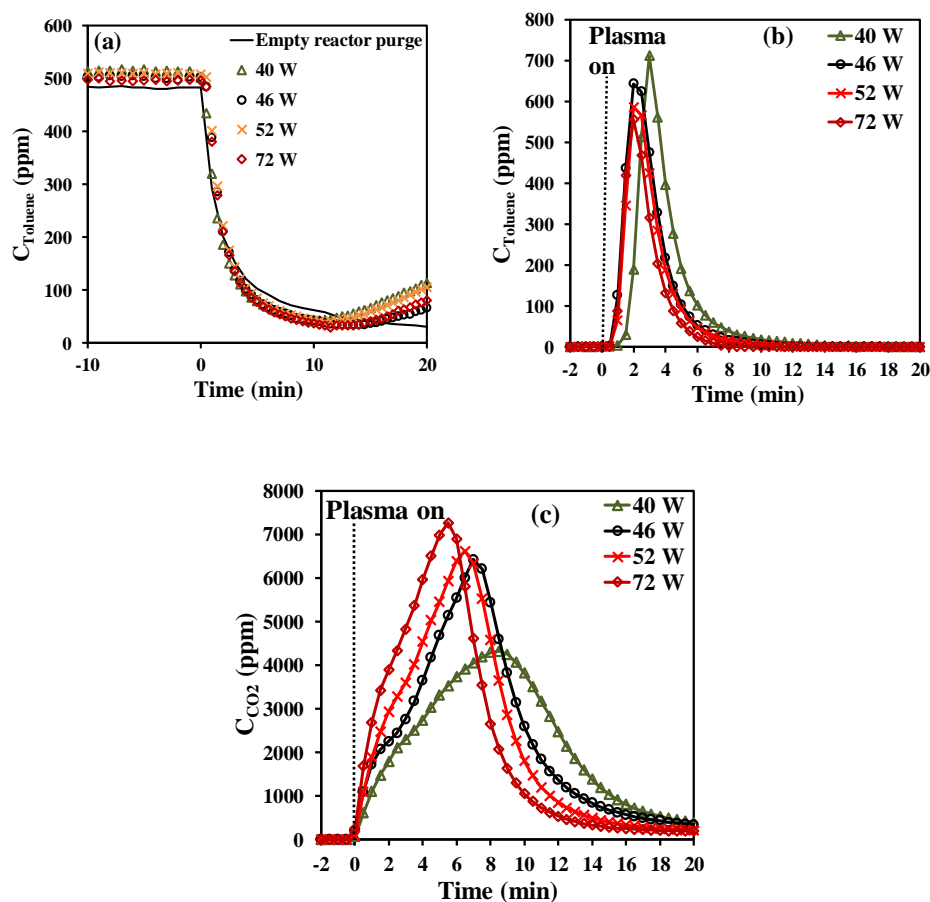 (a)
Empty reactor purge
40 W
46 W
52 W
72 W
600
500
400
300
200
100
0
-10
0
10
20
Time (min)
C_Toluene (ppm)
(b)
Plasma
on
40 W
46 W
52 W
72 W
800
700
600
500
400
300
200
100
0
-2 0 2 4 6 8 10 12 14 16 18 20
Time (min)
C_Toluene (ppm)
Plasma on
(c)
40 W
46 W
52 W
72 W
8000
7000
6000
5000
4000
3000
2000
1000
0
-2 0 2 4 6 8 10 12 14 16 18 20
Time (min)
C_CO2 (ppm)